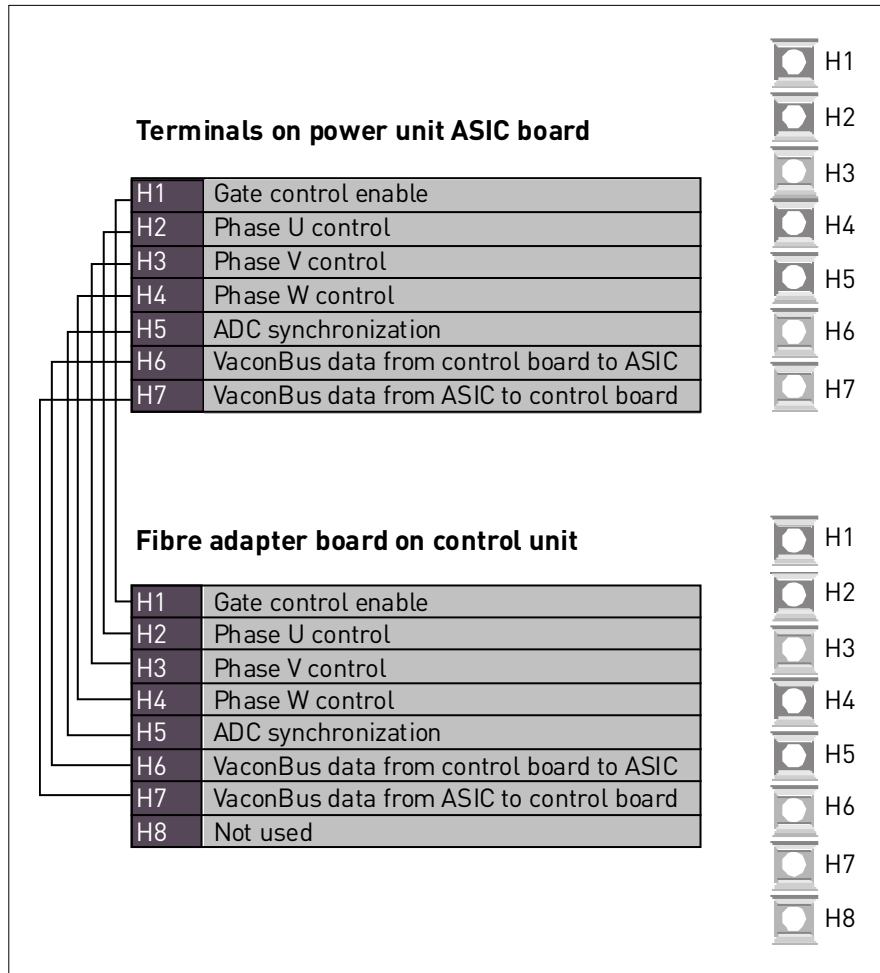 Terminals on power unit ASIC board
H1 Gate control enable
H2 Phase U control
H3 Phase V control
H4 Phase W control
H5 ADC synchronization
H6 VaconBus data from control board to ASIC
H7 VaconBus data from ASIC to control board
H1
H2
H3
H4
H5
H6
H7
Fibre adapter board on control unit
H1 Gate control enable
H2 Phase U control
H3 Phase V control
H4 Phase W control
H5 ADC synchronization
H6 VaconBus data from control board to ASIC
H7 VaconBus data from ASIC to control board
H8 Not used
H1
H2
H3
H4
H5
H6
H7
H8